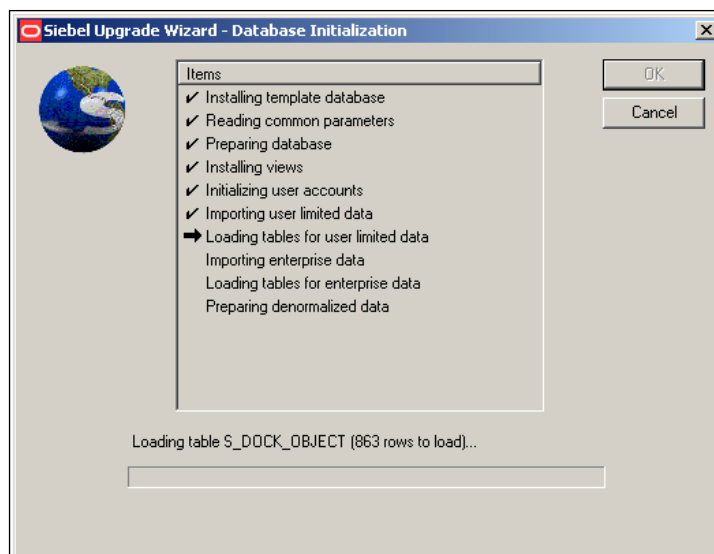 Siebel Upgrade Wizard - Database Initialization
Items
Installing template database
Reading common parameters
Preparing database
Installing views
Initializing user accounts
Importing user limited data
Loading tables for user limited data
Importing enterprise data
Loading tables for enterprise data
Preparing denormalized data
OK
Cancel
Loading table S_DOCK_OBJECT (863 rows to load)...